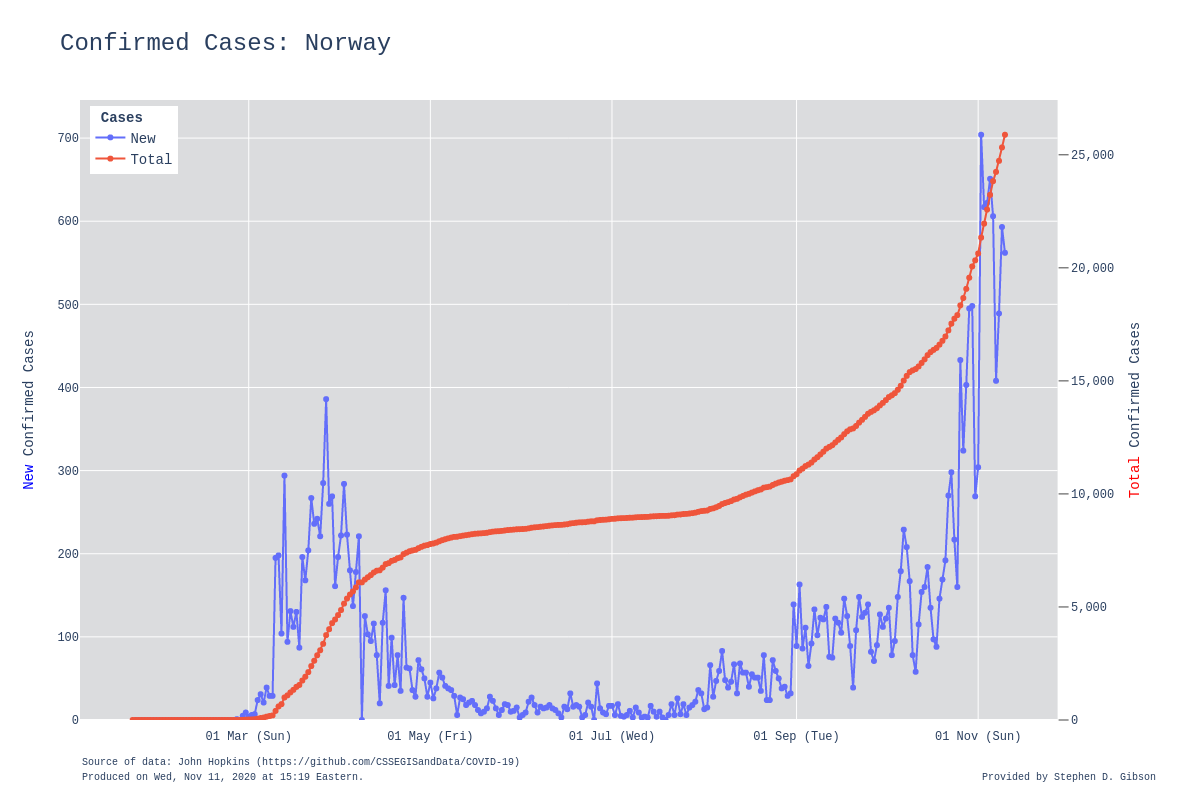 Confirmed Cases: Norway
Cases
New
Total
700
600
500
400
300
200
100
0
25,000
20,000
15,000
10,000
5,000
0
New Confirmed Cases
Total Confirmed Cases
01 Mar (Sun)
01 May (Fri)
01 Jul (Wed)
01 Sep (Tue)
01 Nov (Sun)
Source of data: John Hopkins (https://github.com/CSSEGISandData/COVID-19)
Produced on Wed, Nov 11, 2020 at 15:19 Eastern.
Provided by Stephen D. Gibson